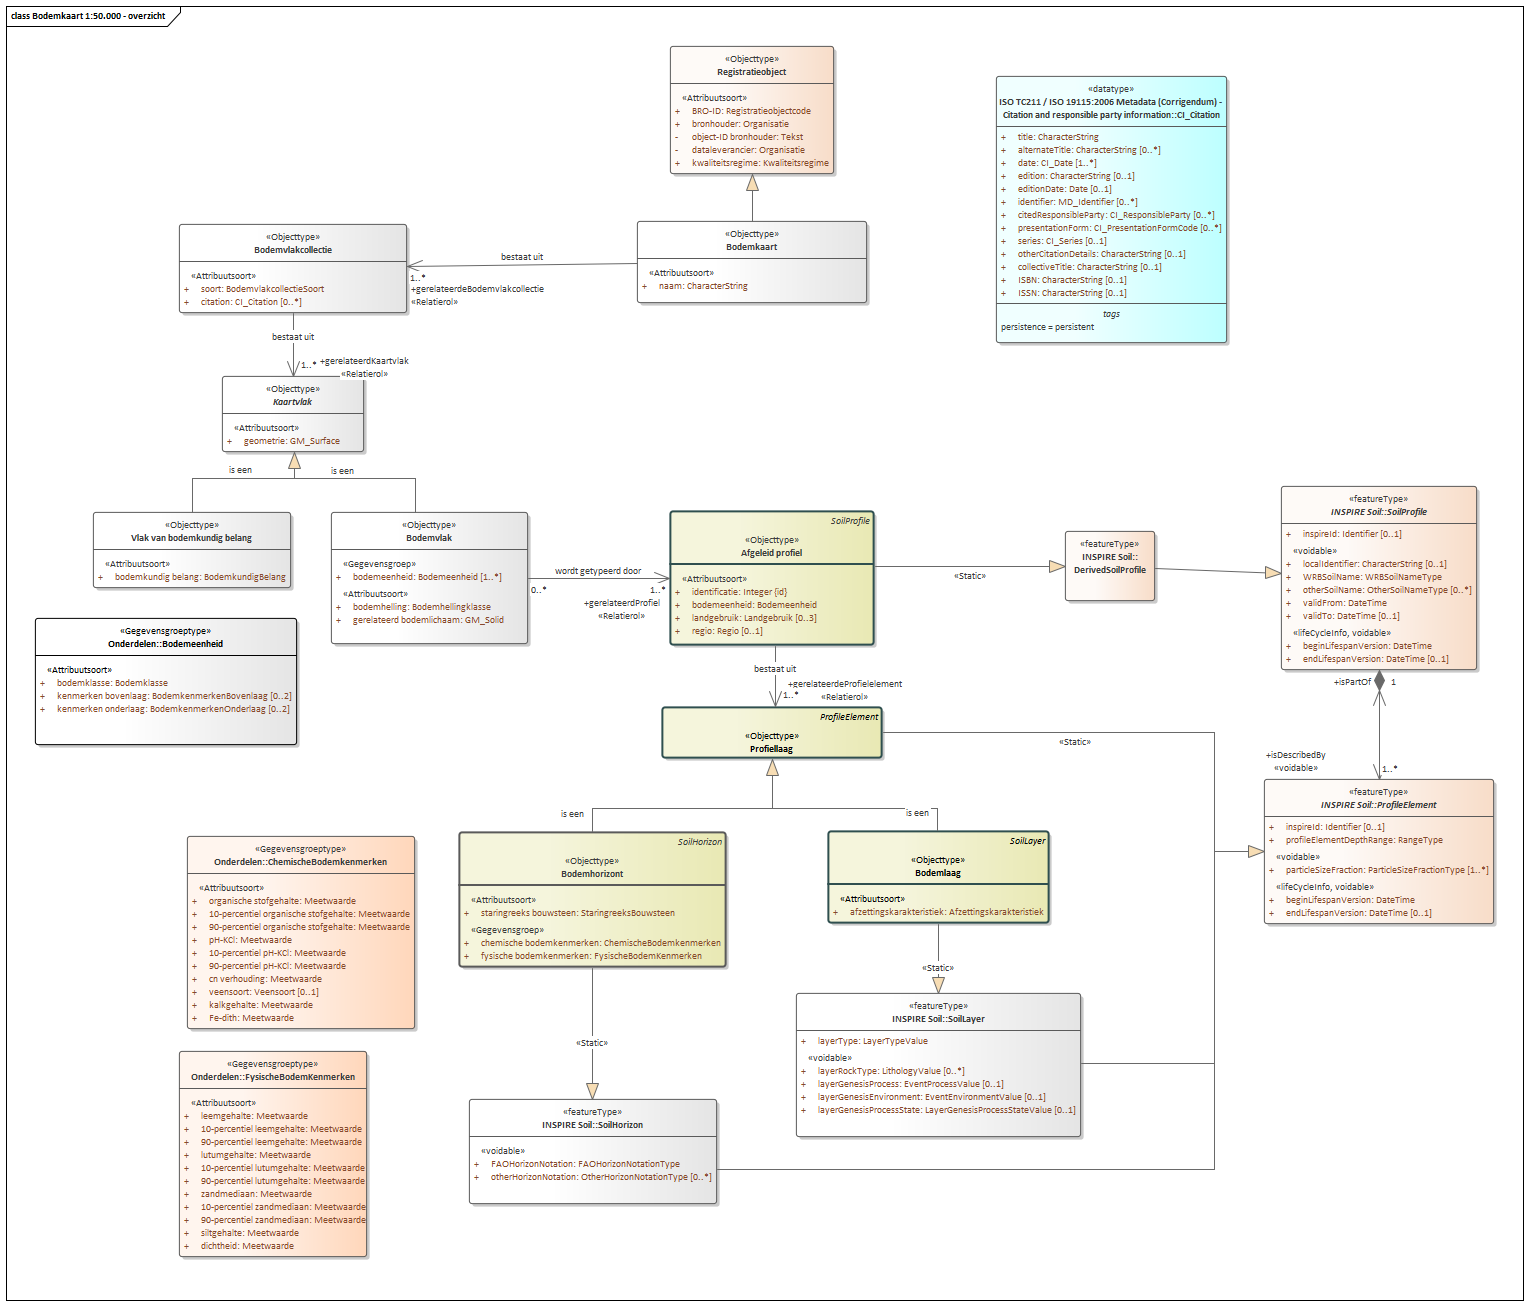 class Bodemkaart 1:50.000 - overzicht
«Objecttype»
Registratieobject
«Attribuutsoort»
+ BRO-ID: Registratieobjectcode
+ bronhouder: Organisatie
- object-ID bronhouder: Tekst
- dataleverancier: Organisatie
+ kwaliteitsregime: Kwaliteitsregime
«datatype»
ISO TC211 / ISO 19115:2006 Metadata (Corrigendum) -
Citation and responsible party information::CI_Citation
+ title: CharacterString
+ alternateTitle: CharacterString [0..*]
+ date: CI_Date [1..*]
+ edition: CharacterString [0..1]
+ editionDate: Date [0..1]
+ identifier: MD_Identifier [0..*]
+ citedResponsibleParty: CI_ResponsibleParty [0..*]
+ presentationForm: CI_PresentationFormCode [0..*]
+ series: CI_Series [0..1]
+ otherCitationDetails: CharacterString [0..1]
+ collectiveTitle: CharacterString [0..1]
+ ISBN: CharacterString [0..1]
+ ISSN: CharacterString [0..1]
tags
persistence = persistent
«Objecttype»
Bodemvlakcollectie
«Attribuutsoort»
+ soort: BodemvlakcollectieSoort
+ citation: CI_Citation [0..*]
bestaat uit
1..*
+gerelateerdeBodemvlakcollectie
«Relatierol»
«Objecttype»
Bodemkaart
«Attribuutsoort»
+ naam: CharacterString
bestaat uit
1..* +gerelateerdKaartvlak
«Relatierol»
«Objecttype»
Kaartvlak
«Attribuutsoort»
+ geometrie: GM_Surface
is een
is een
«Objecttype»
Vlak van bodemkundig belang
«Attribuutsoort»
+ bodemkundig belang: BodemkundigBelang
«Objecttype»
Bodemvlak
«Gegevensgroep»
+ bodemeenheid: Bodemeenheid [1..*]
«Attribuutsoort»
+ bodemhelling: Bodemhellingklasse
+ gerelateerd bodemlichaam: GM_Solid
wordt getypeerd door
0..*
1..*
+gerelateerdProfiel
«Relatierol»
SoilProfile
«Objecttype»
Afgeleid profiel
«Attribuutsoort»
+ identificatie: Integer {id}
+ bodemeenheid: Bodemeenheid
+ landgebruik: Landgebruik [0..3]
+ regio: Regio [0..1]
«Static»
«featureType»
INSPIRE Soil::
DerivedSoilProfile
«featureType»
INSPIRE Soil::SoilProfile
+ inspireId: Identifier [0..1]
«voidable»
+ localIdentifier: CharacterString [0..1]
+ WRBSoilName: WRBSoilNameType
+ otherSoilName: OtherSoilNameType [0..*]
+ validFrom: DateTime
+ validTo: DateTime [0..1]
«lifeCycleInfo, voidable»
+ beginLifespanVersion: DateTime
+ endLifespanVersion: DateTime [0..1]
+isPartOf 1
+isDescribedBy
«voidable»
1..*
«Gegevensgroeptype»
Onderdelen::Bodemeenheid
«Attribuutsoort»
+ bodemklasse: Bodemklasse
+ kenmerken bovenlaag: BodemkenmerkenBovenlaag [0..2]
+ kenmerken onderlaag: BodemkenmerkenOnderlaag [0..2]
bestaat uit
+gerelateerdeProfielelement
1..*
«Relatierol»
ProfileElement
«Objecttype»
Profiellaag
«Static»
is een
is een
«featureType»
INSPIRE Soil::ProfileElement
+ inspireId: Identifier [0..1]
+ profileElementDepthRange: RangeType
«voidable»
+ particleSizeFraction: ParticleSizeFractionType [1..*]
«lifeCycleInfo, voidable»
+ beginLifespanVersion: DateTime
+ endLifespanVersion: DateTime [0..1]
«Gegevensgroeptype»
Onderdelen::ChemischeBodemkenmerken
«Attribuutsoort»
+ organische stofgehalte: Meetwaarde
+ 10-percentiel organische stofgehalte: Meetwaarde
+ 90-percentiel organische stofgehalte: Meetwaarde
+ pH-KCl: Meetwaarde
+ 10-percentiel pH-KCl: Meetwaarde
+ 90-percentiel pH-KCl: Meetwaarde
+ cn verhouding: Meetwaarde
+ veensoort: Veensoort [0..1]
+ kalkgehalte: Meetwaarde
+ Fe-dith: Meetwaarde
SoilHorizon
«Objecttype»
Bodemhorizont
«Attribuutsoort»
+ staringreeks bouwsteen: StaringreeksBouwsteen
«Gegevensgroep»
+ chemische bodemkenmerken: ChemischeBodemkenmerken
+ fysische bodemkenmerken: FysischeBodemKenmerken
SoilLayer
«Objecttype»
Bodemlaag
«Attribuutsoort»
+ afzettingskarakteristiek: Afzettingskarakteristiek
«Static»
«featureType»
INSPIRE Soil::SoilLayer
+ layerType: LayerTypeValue
«voidable»
+ layerRockType: LithologyValue [0..*]
+ layerGenesisProcess: EventProcessValue [0..1]
+ layerGenesisEnvironment: EventEnvironmentValue [0..1]
+ layerGenesisProcessState: LayerGenesisProcessStateValue [0..1]
«Static»
«featureType»
INSPIRE Soil::SoilHorizon
«voidable»
+ FAOHorizonNotation: FAOHorizonNotationType
+ otherHorizonNotation: OtherHorizonNotationType [0..*]
«Gegevensgroeptype»
Onderdelen::FysischeBodemKenmerken
«Attribuutsoort»
+ leemgehalte: Meetwaarde
+ 10-percentiel leemgehalte: Meetwaarde
+ 90-percentiel leemgehalte: Meetwaarde
+ lutumgehalte: Meetwaarde
+ 10-percentiel lutumgehalte: Meetwaarde
+ 90-percentiel lutumgehalte: Meetwaarde
+ zandmediaan: Meetwaarde
+ 10-percentiel zandmediaan: Meetwaarde
+ 90-percentiel zandmediaan: Meetwaarde
+ siltgehalte: Meetwaarde
+ dichtheid: Meetwaarde